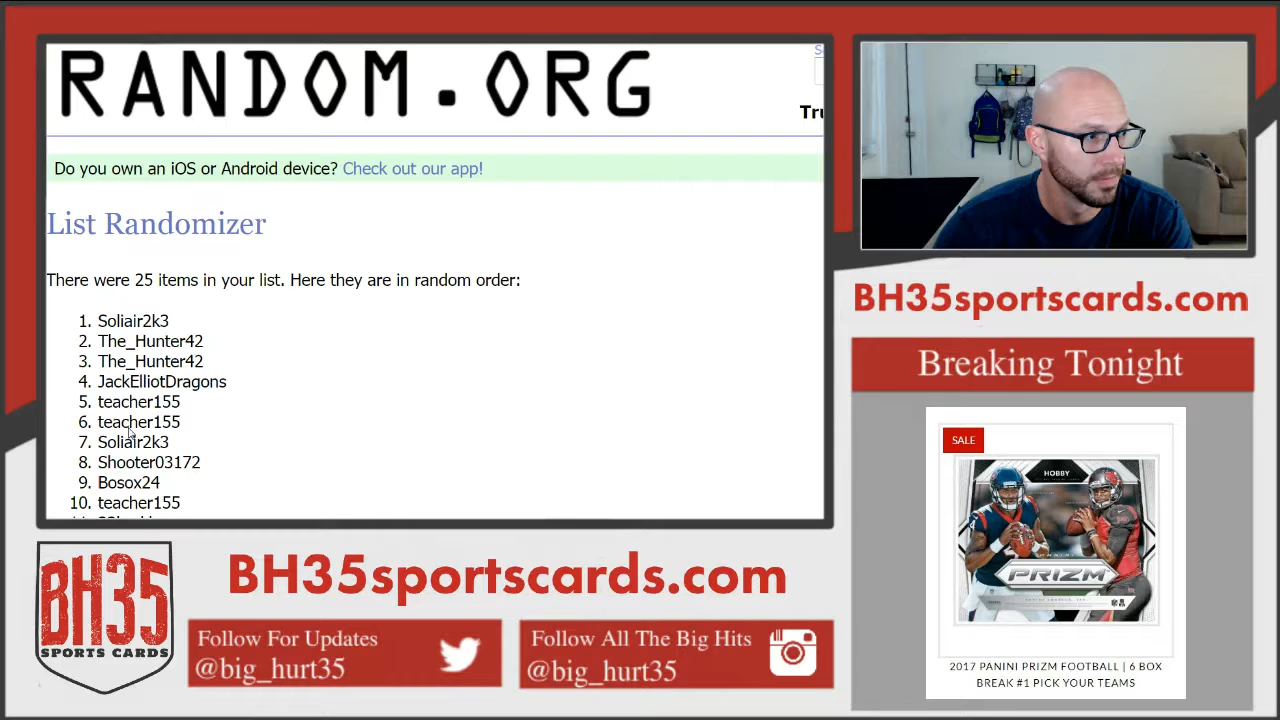 RANDOM.ORG
Tru
Do you own an iOS or Android device? Check out our app!
List Randomizer
There were 25 items in your list. Here they are in random order:
1. Soliair2k3
2. The_Hunter42
3. The_Hunter42
4. JackElliotDragons
5. teacher155
6. teacher155
7. Soliair2k3
8. Shooter03172
9. Bosox24
10. teacher155
BH35sportscards.com
Breaking Tonight
SALE
HOBBY
PANINI
PRIZM
2017 PANINI PRIZM FOOTBALL | 6 BOX
BREAK #1 PICK YOUR TEAMS
BH35
SPORTS CARDS
BH35sportscards.com
Follow For Updates
@big_hurt35
Follow All The Big Hits
@big_hurt35